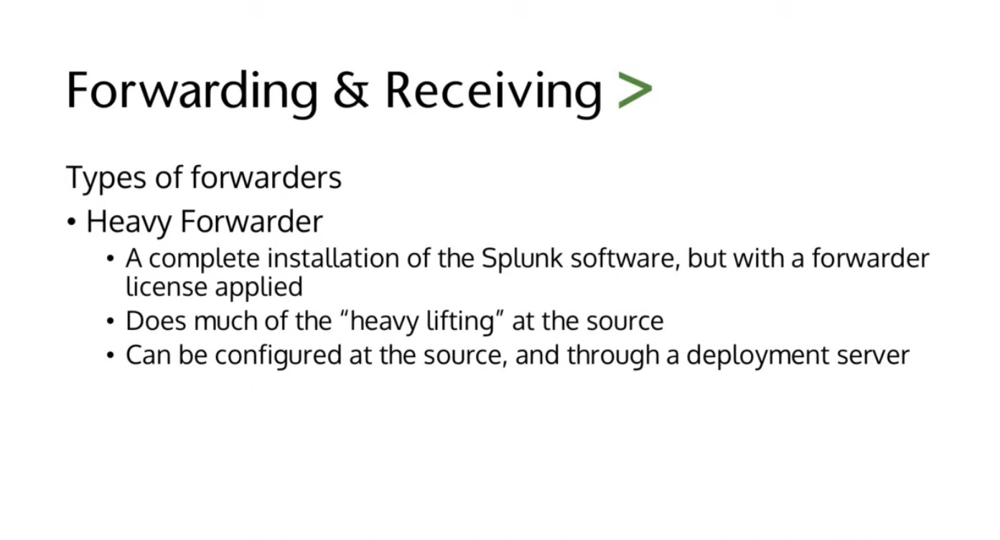 Forwarding & Receiving >
Types of forwarders
• Heavy Forwarder
• A complete installation of the Splunk software, but with a forwarder
license applied
• Does much of the “heavy lifting” at the source
• Can be configured at the source, and through a deployment server